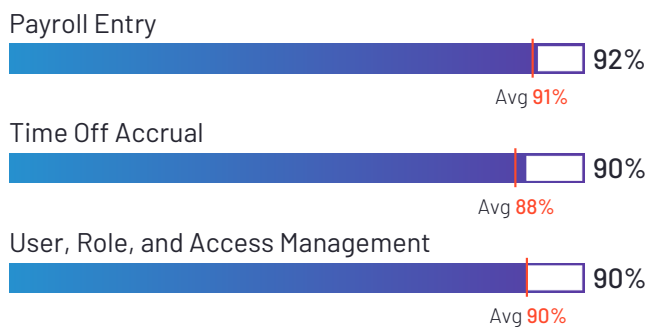 Payroll Entry
92%
Avg 91%
Time Off Accrual
90%
Avg 88%
User, Role, and Access Management
90%
Avg 90%